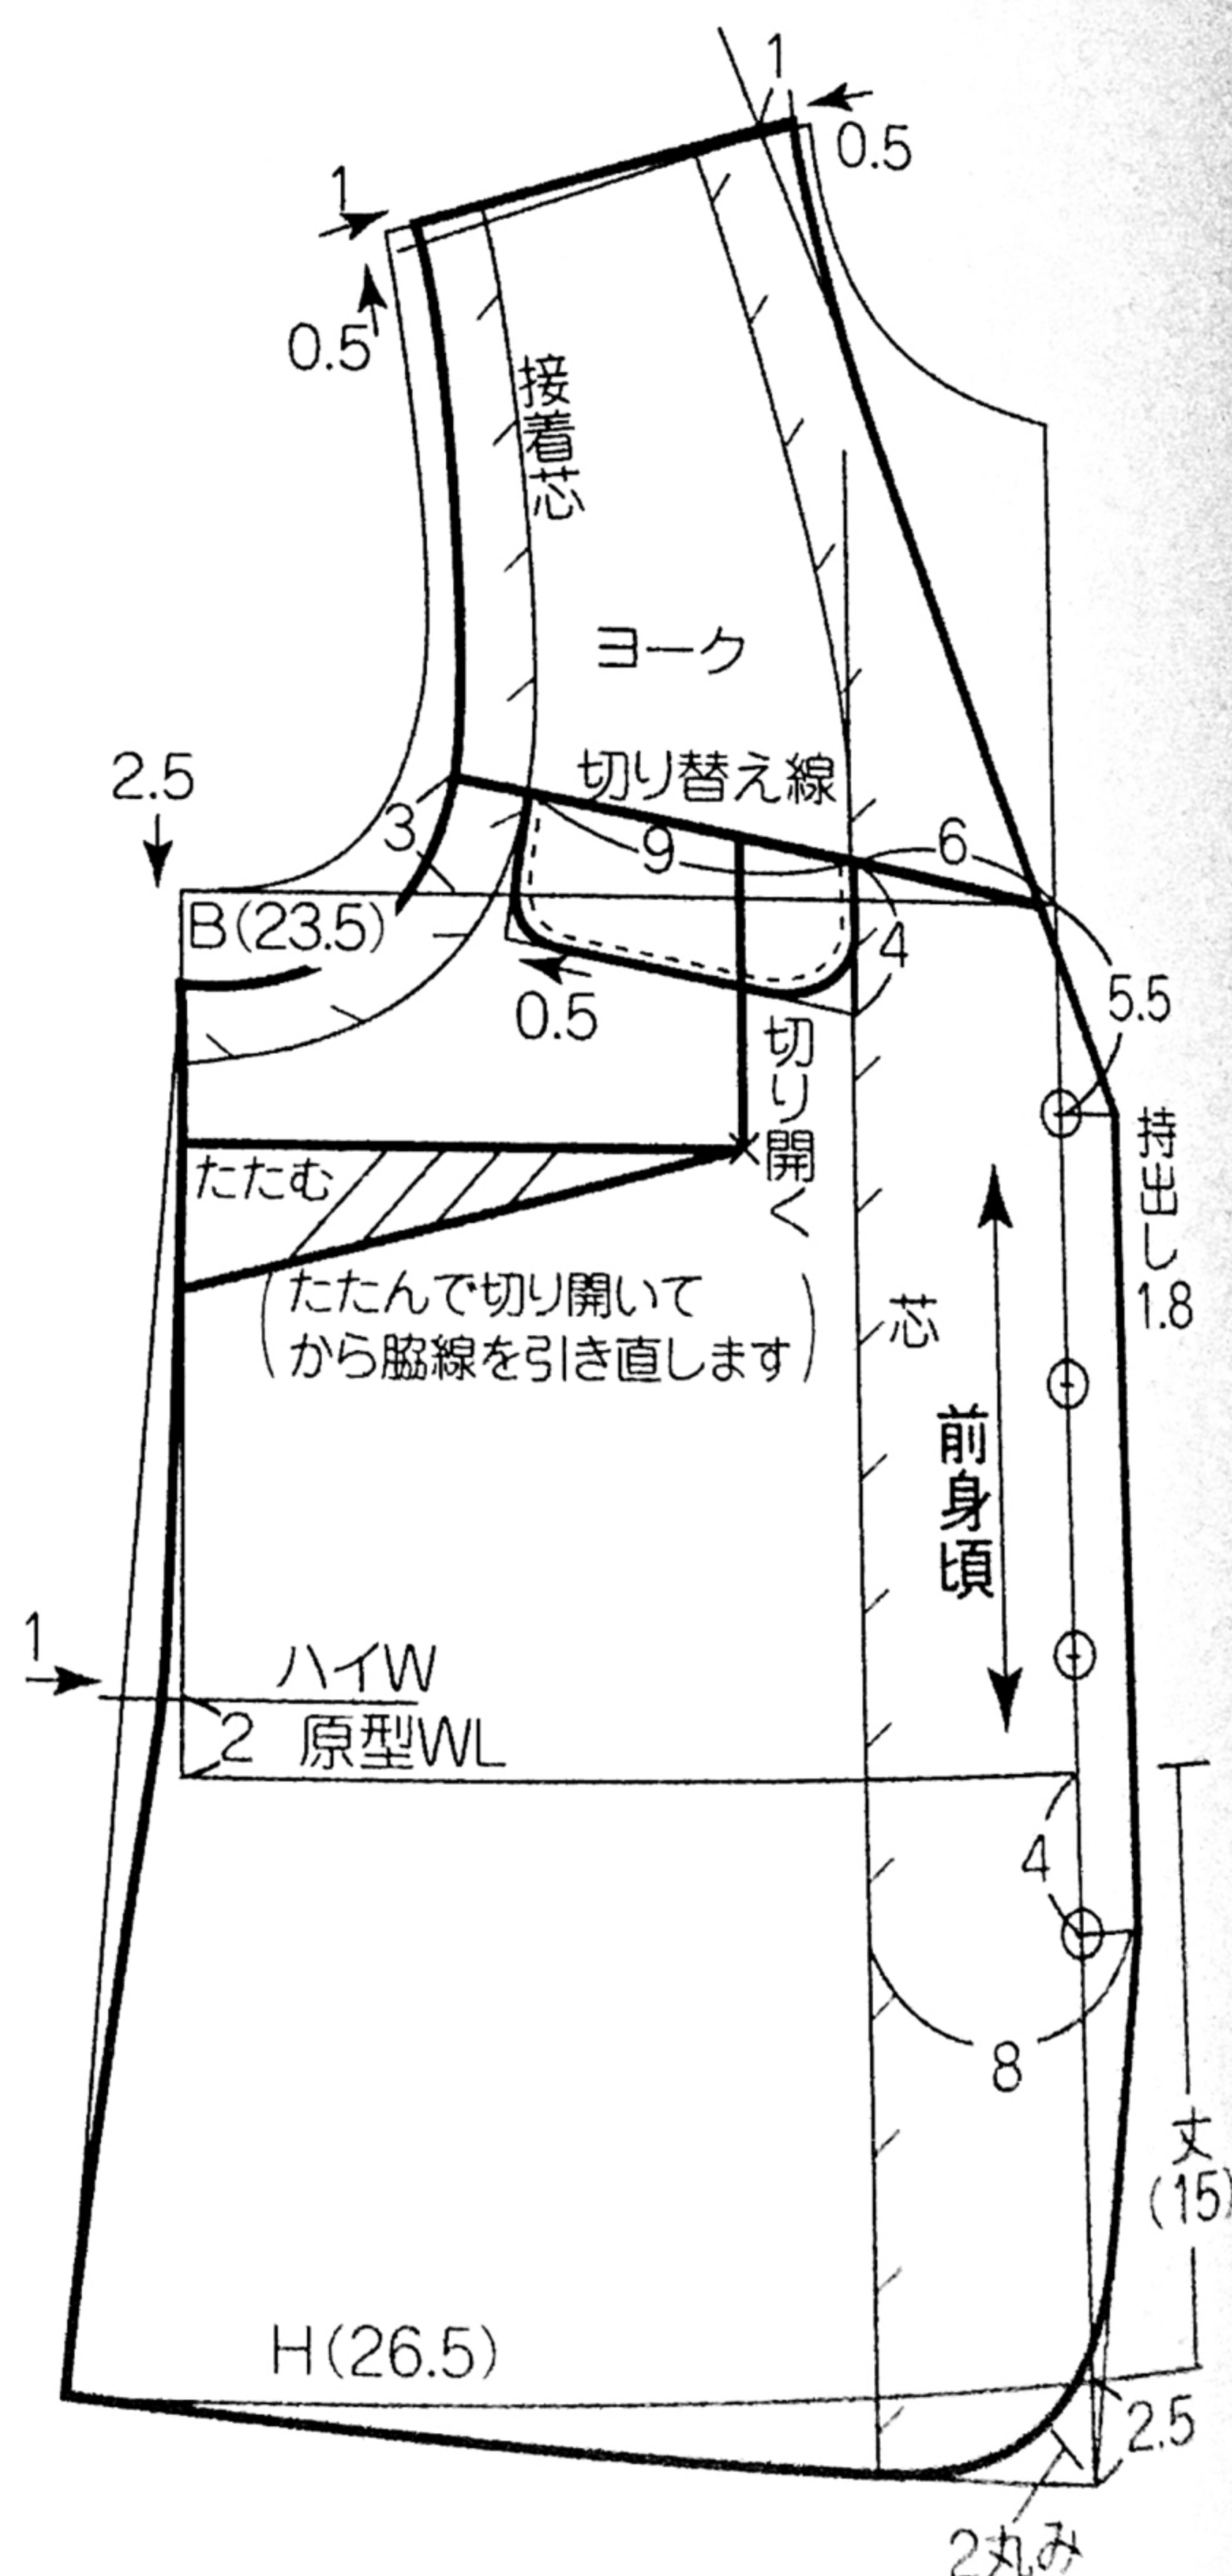 1
0.5
1
0.5
接着芯
ヨーク
切り替え線
2.5
3
9
6
B(23.5)
4
0.5
5.5
切り開く
持出し
1.8
たたむ
(たたんで切り開いて
から脇線を引き直します)
芯
前身頃
1
ハイW
2
原型WL
4
8
丈
(15)
H(26.5)
2.5
2丸み